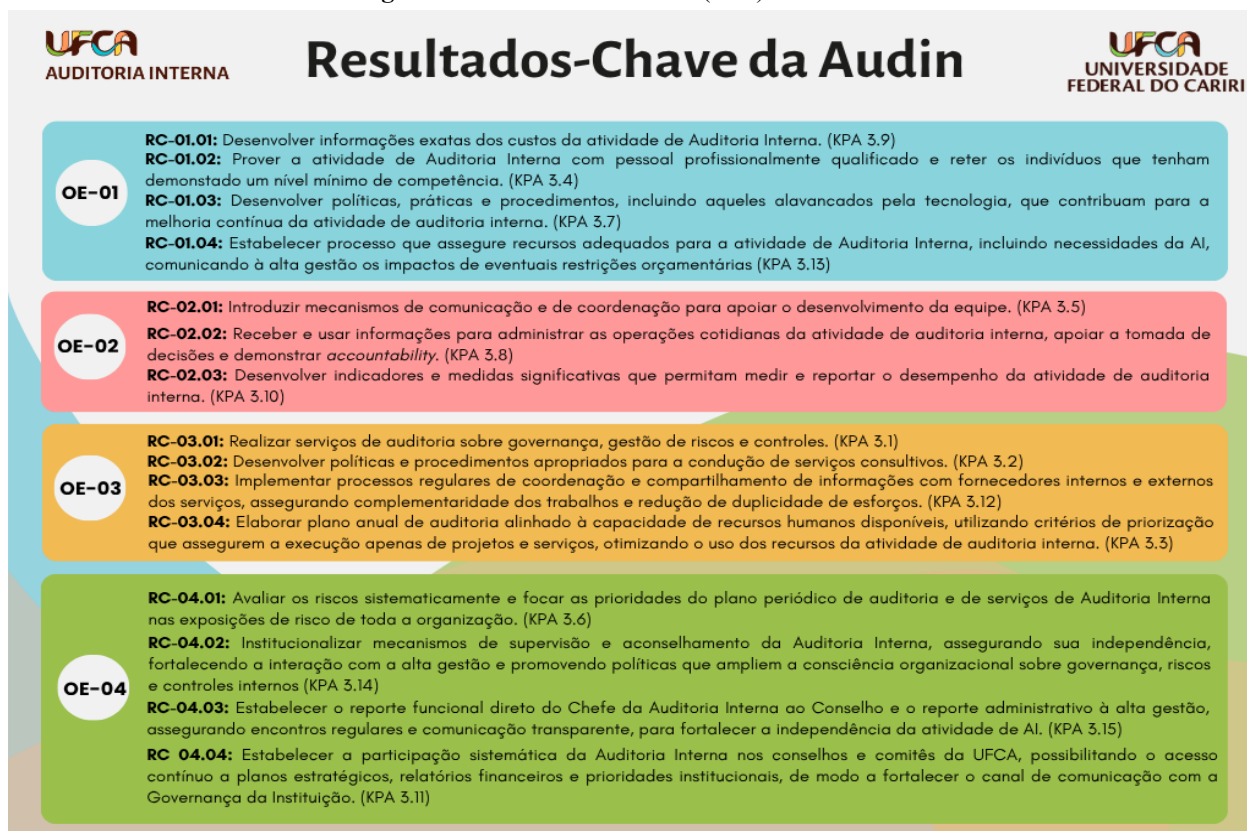 UFCA
AUDITORIA INTERNA
Resultados-Chave da Audin
UFCA
UNIVERSIDADE
FEDERAL DO CARIRI
OE-01
RC-01.01: Desenvolver informações exatas dos custos da atividade de Auditoria Interna. (KPA 3.9)
RC-01.02: Prover a atividade de Auditoria Interna com pessoal profissionalmente qualificado e reter os indivíduos que tenham
demonstado um nível mínimo de competência. (KPA 3.4)
RC-01.03: Desenvolver políticas, práticas e procedimentos, incluindo aqueles alavancados pela tecnologia, que contribuam para a
melhoria contínua da atividade de auditoria interna. (KPA 3.7)
RC-01.04: Estabelecer processo que assegure recursos adequados para a atividade de Auditoria Interna, incluindo necessidades da AI,
comunicando à alta gestão os impactos de eventuais restrições orçamentárias (KPA 3.13)
OE-02
RC-02.01: Introduzir mecanismos de comunicação e de coordenação para apoiar o desenvolvimento da equipe. (KPA 3.5)
RC-02.02: Receber e usar informações para administrar as operações cotidianas da atividade de auditoria interna, apoiar a tomada de
decisões e demonstrar accountability. (KPA 3.8)
RC-02.03: Desenvolver indicadores e medidas significativas que permitam medir e reportar o desempenho da atividade de auditoria
interna. (KPA 3.10)
OE-03
RC-03.01: Realizar serviços de auditoria sobre governança, gestão de riscos e controles. (KPA 3.1)
RC-03.02: Desenvolver políticas e procedimentos apropriados para a condução de serviços consultivos. (KPA 3.2)
RC-03.03: Implementar processos regulares de coordenação e compartilhamento de informações com fornecedores internos e externos
dos serviços, assegurando complementaridade dos trabalhos e redução de duplicidade de esforços. (KPA 3.12)
RC-03.04: Elaborar plano anual de auditoria alinhado à capacidade de recursos humanos disponíveis, utilizando critérios de priorização
que assegurem a execução apenas de projetos e serviços, otimizando o uso dos recursos da atividade de auditoria interna. (KPA 3.3)
OE-04
RC-04.01: Avaliar os riscos sistematicamente e focar as prioridades do plano periódico de auditoria e de serviços de Auditoria Interna
nas exposições de risco de toda a organização. (KPA 3.6)
RC-04.02: Institucionalizar mecanismos de supervisão e aconselhamento da Auditoria Interna, assegurando sua independência,
fortalecendo a interação com a alta gestão e promovendo políticas que ampliem a consciência organizacional sobre governança, riscos
e controles internos (KPA 3.14)
RC-04.03: Estabelecer o reporte funcional direto do Chefe da Auditoria Interna ao Conselho e o reporte administrativo à alta gestão,
assegurando encontros regulares e comunicação transparente, para fortalecer a independência da atividade de AI. (KPA 3.15)
RC 04.04: Estabelecer a participação sistemática da Auditoria Interna nos conselhos e comitês da UFCA, possibilitando o acesso
contínuo a planos estratégicos, relatórios financeiros e prioridades institucionais, de modo a fortalecer o canal de comunicação com a
Governança da Instituição. (KPA 3.11)